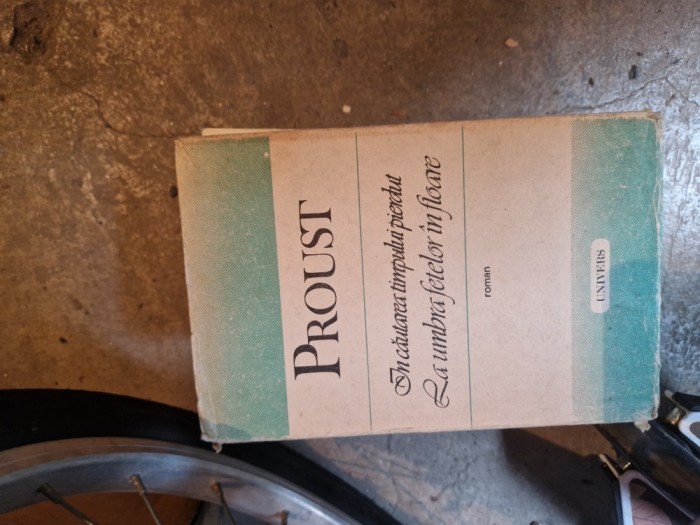 PROUST
În căutarea timpului pierdut
La umbra fetelor în floare
roman
UNIVERS